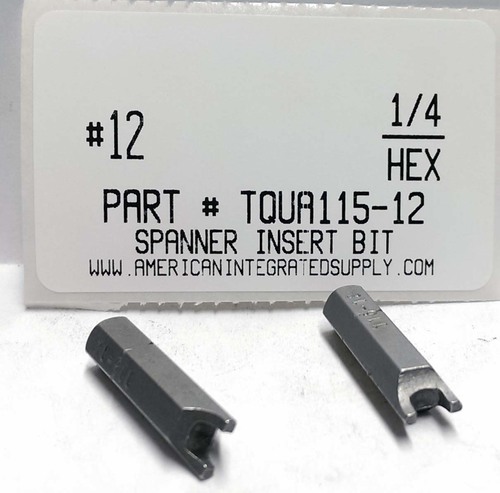 #12
1/4
HEX
PART # TQUA115-12
SPANNER INSERT BIT
WWW.AMERICANINTEGRATEDSUPPLY.COM